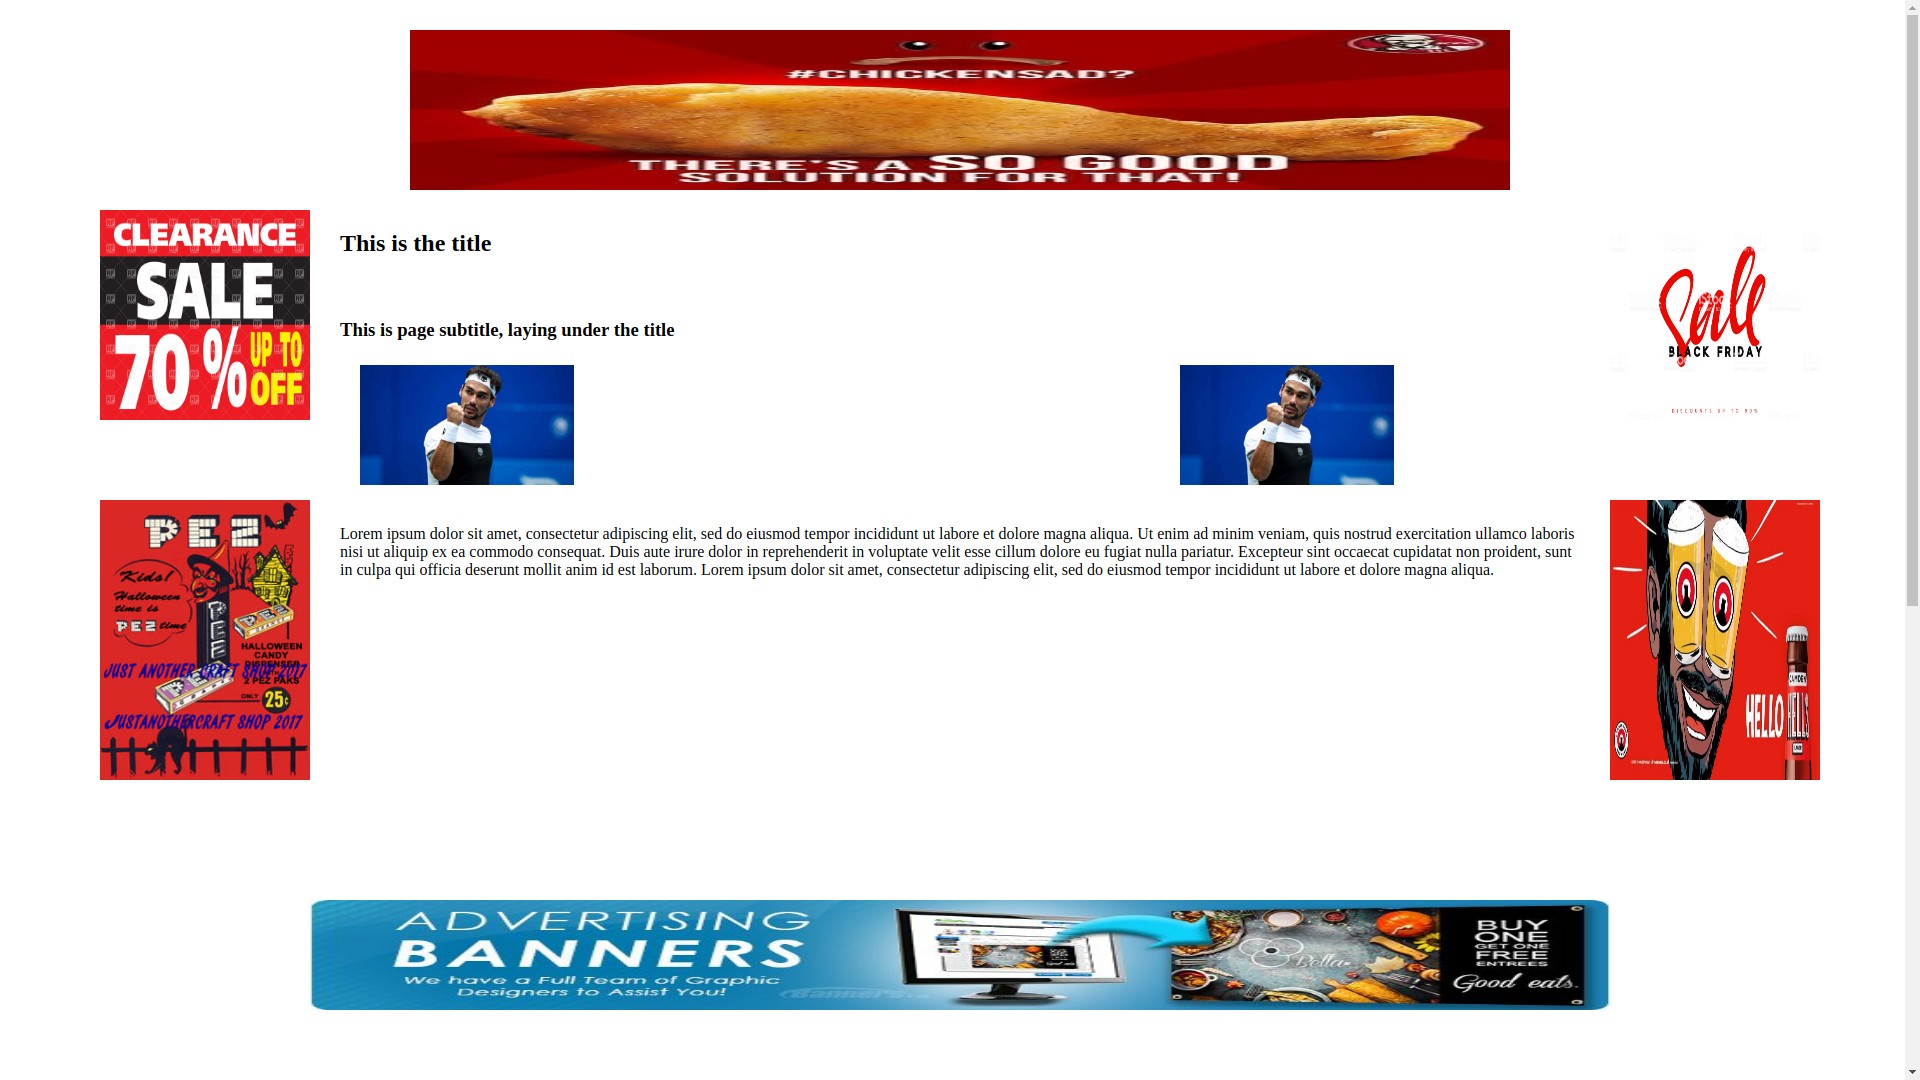 #CHICKENSAD?
THERE'S A SO GOOD
SOLUTION FOR THAT!
CLEARANCE
SALE
70% UP TO
OFF
This is the title
This is page subtitle, laying under the title
Sale
BLACK FRIDAY
DISCOUNTS UP TO 80%
PEZ
Kids!
Halloween
time is
PEZ time
PEZ
PEZ
HALLOWEEN
CANDY
DISPENSER
2 PEZ PAKS
ONLY 25¢
PEZ
JUST ANOTHER CRAFT SHOP 2017
JUSTANOTHERCRAFT SHOP 2017
Lorem ipsum dolor sit amet, consectetur adipiscing elit, sed do eiusmod tempor incididunt ut labore et dolore magna aliqua. Ut enim ad minim veniam, quis nostrud exercitation ullamco laboris
nisi ut aliquip ex ea commodo consequat. Duis aute irure dolor in reprehenderit in voluptate velit esse cillum dolore eu fugiat nulla pariatur. Excepteur sint occaecat cupidatat non proident, sunt
in culpa qui officia deserunt mollit anim id est laborum. Lorem ipsum dolor sit amet, consectetur adipiscing elit, sed do eiusmod tempor incididunt ut labore et dolore magna aliqua.
CAMDEN
HELLO HELLS
ADVERTISING
BANNERS
We have a Full Team of Graphic
Designers to Assist You!
Bella
BUY
ONE
GET ONE
FREE
ENTREES
Good eats.